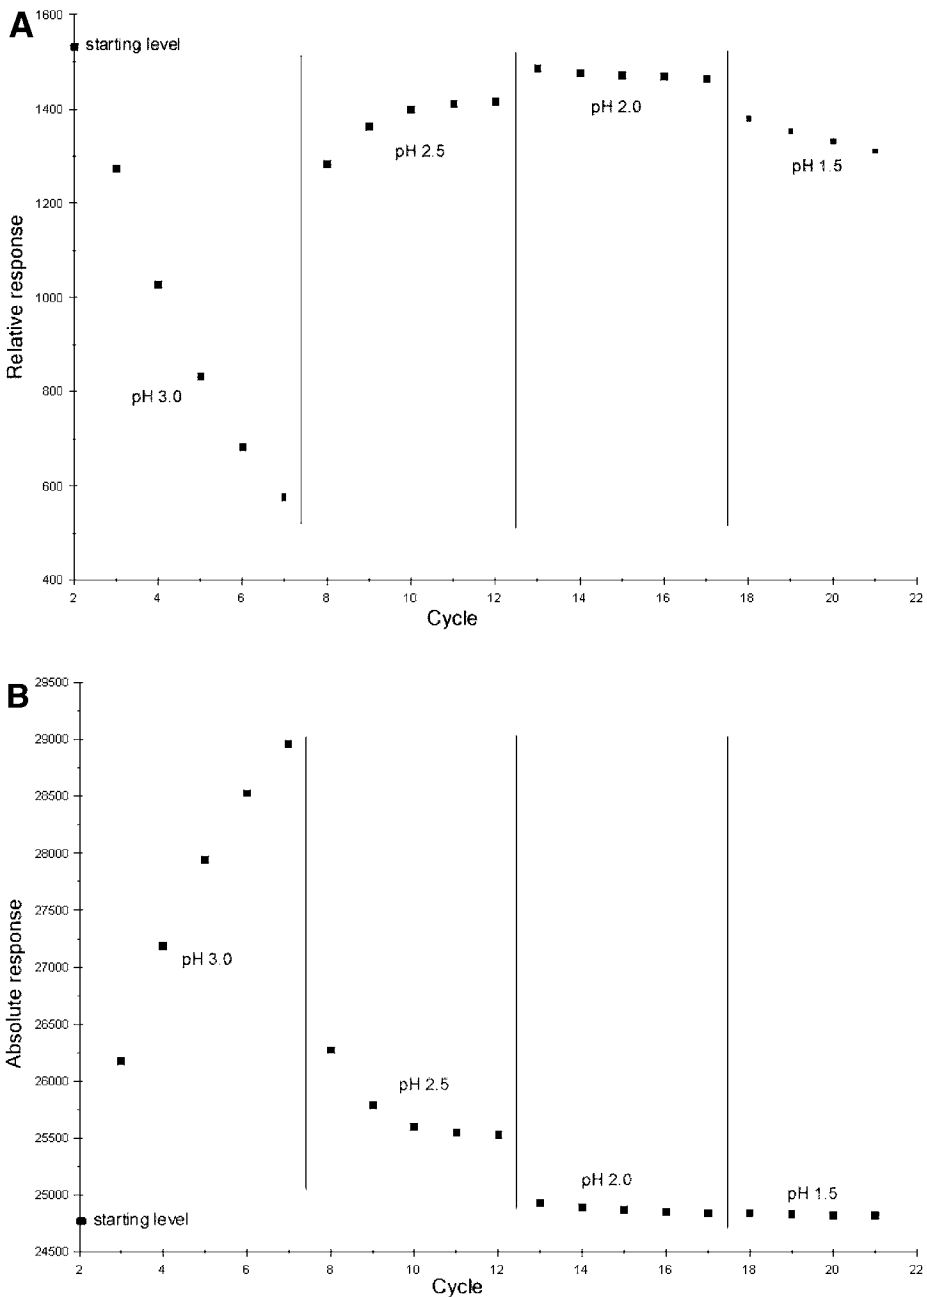 A
1600
starting level
1400
pH 2.0
pH 2.5
pH 1.5
1200
Relative response
1000
800
pH 3.0
600
400
2 4 6 8 10 12 14 16 18 20 22
Cycle
B
29500
29000
28500
28000
27500
pH 3.0
27000
Absolute response
26500
26000
pH 2.5
25500
pH 2.0
pH 1.5
25000
starting level
24500
2 4 6 8 10 12 14 16 18 20 22
Cycle